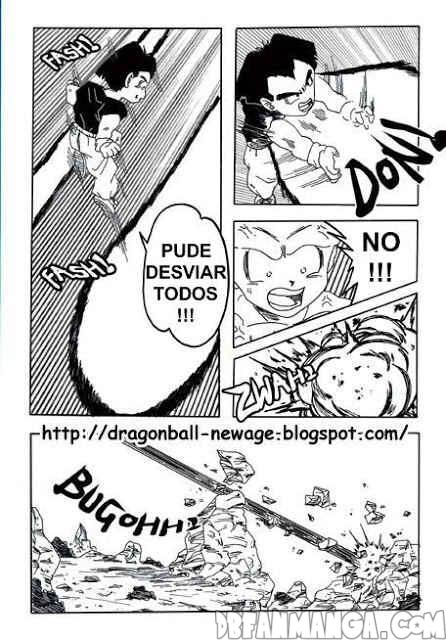 FASH!
FASH!
PUDE
DESVIAR
TODOS
!!!
DON!
NO
!!!
ZWAH!
http://dragonball-newage.blogspot.com/
BUGOHH!
DBFANMANGA.COM